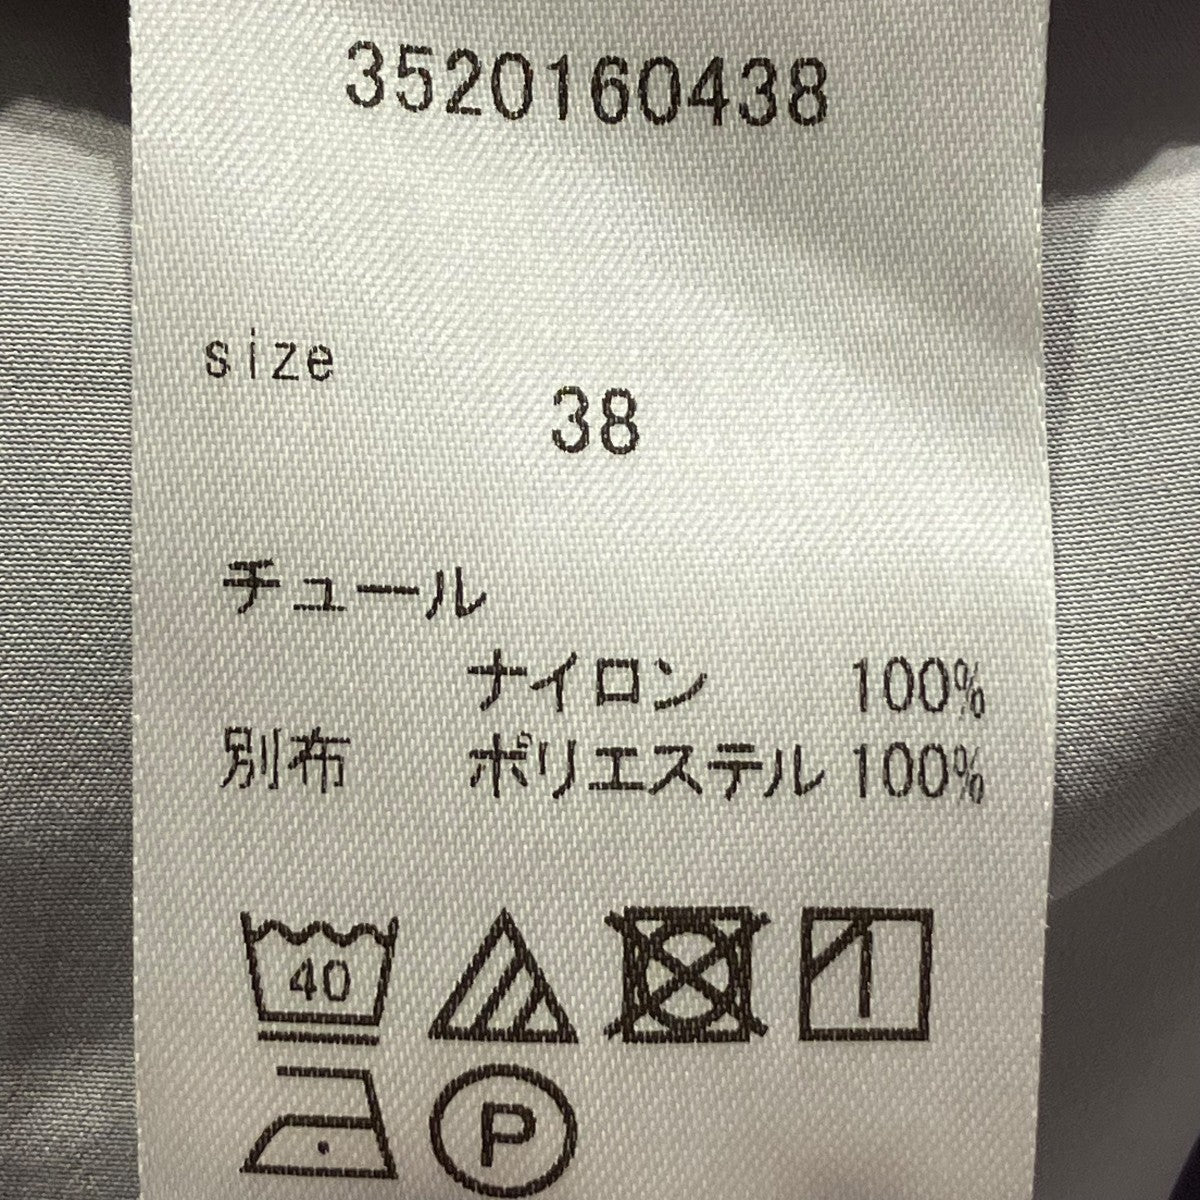 3520160438
size
38
チュール
ナイロン 100%
別布 ポリエステル 100%
40
P